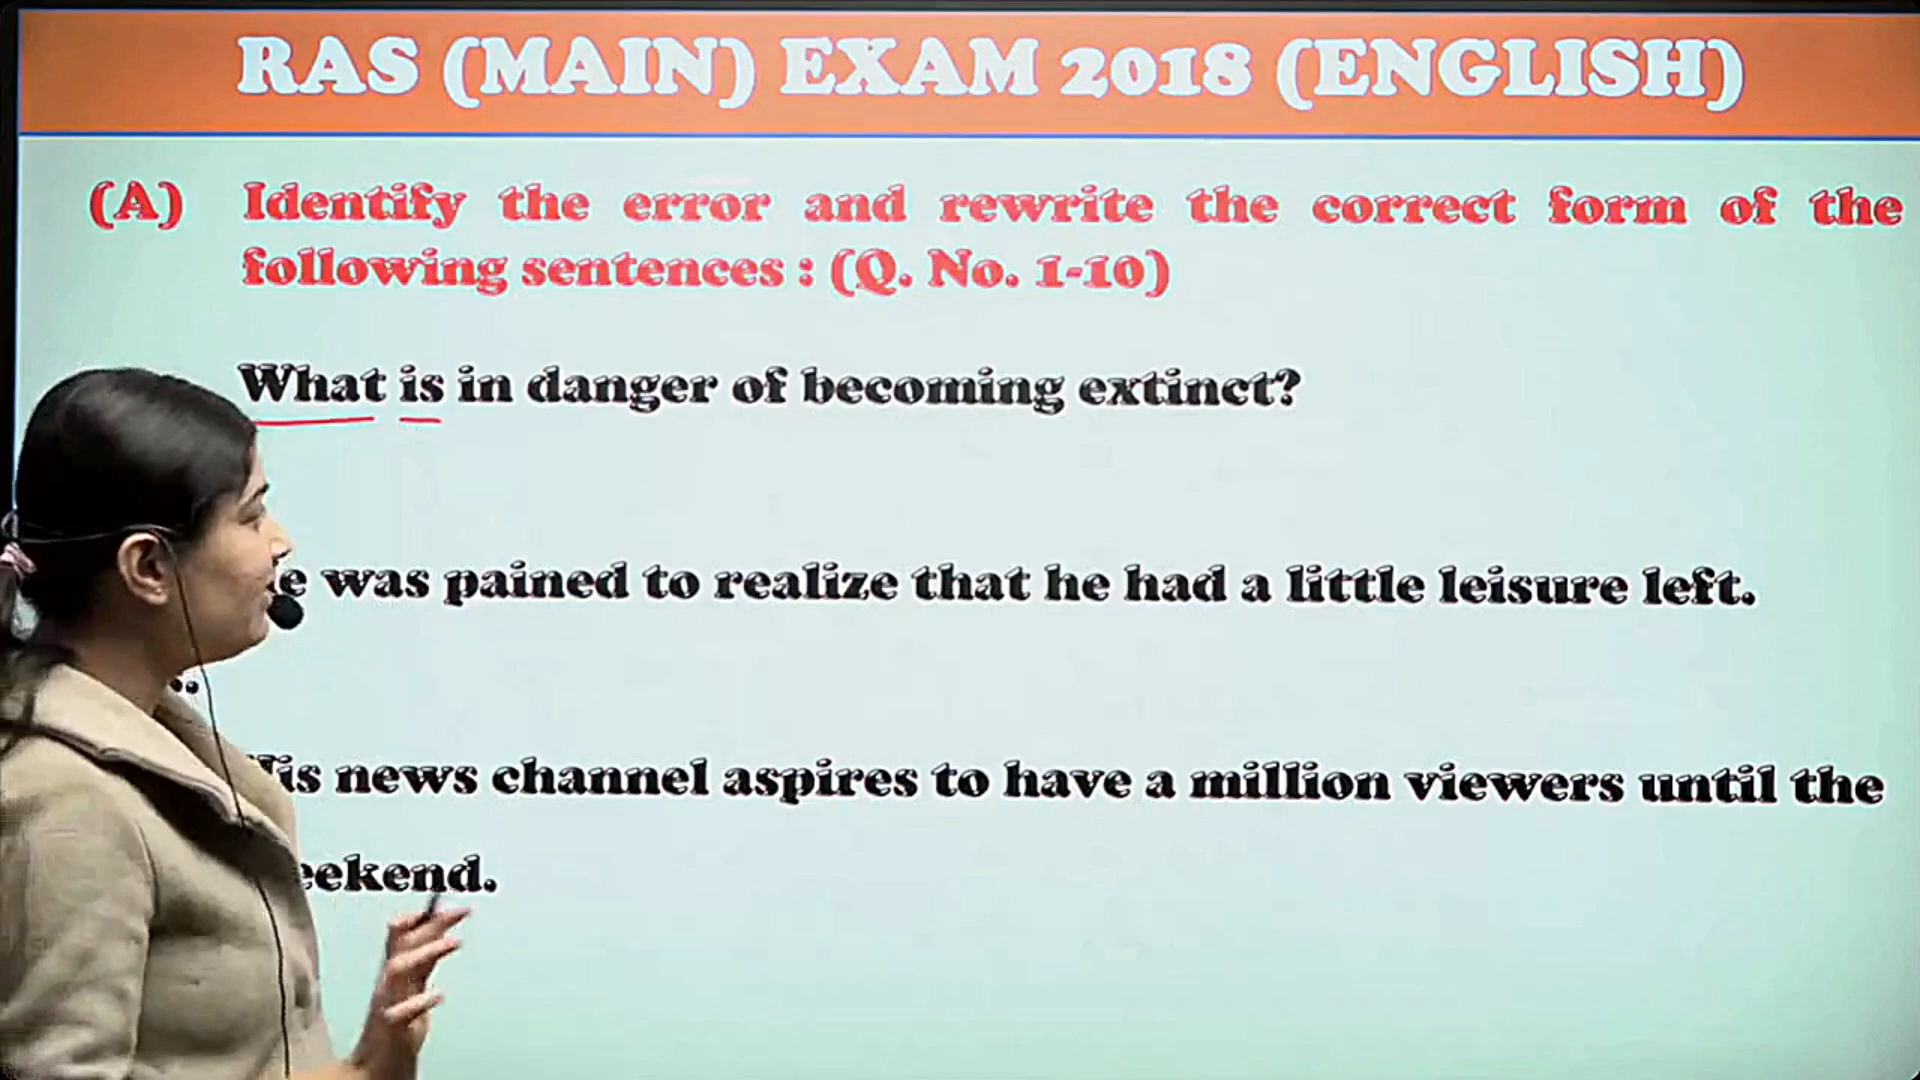 RAS (MAIN) EXAM 2018 (ENGLISH)
(A) Identify the error and rewrite the correct form of the
following sentences : (Q. No. 1-10)
What is in danger of becoming extinct?
was pained to realize that he had a little leisure left.
news channel aspires to have a million viewers until the